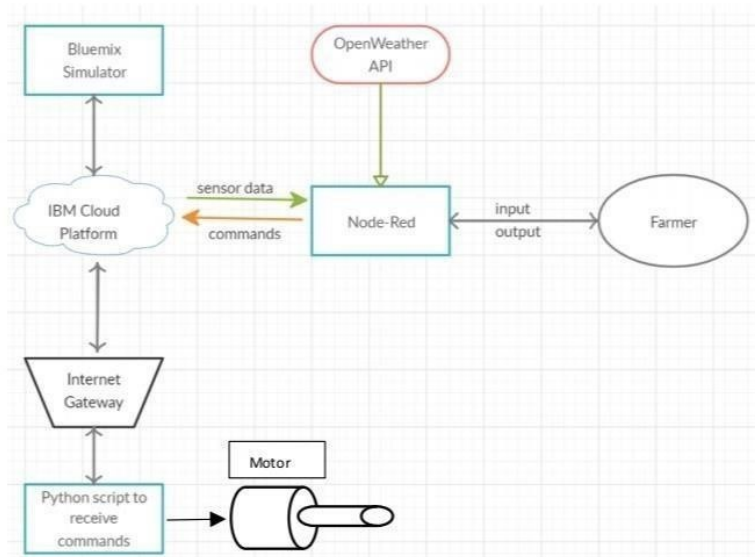 Bluemix
Simulator
OpenWeather
API
sensor data
IBM Cloud
Platform
commands
Node-Red
input
output
Farmer
Internet
Gateway
Motor
Python script to
receive
commands